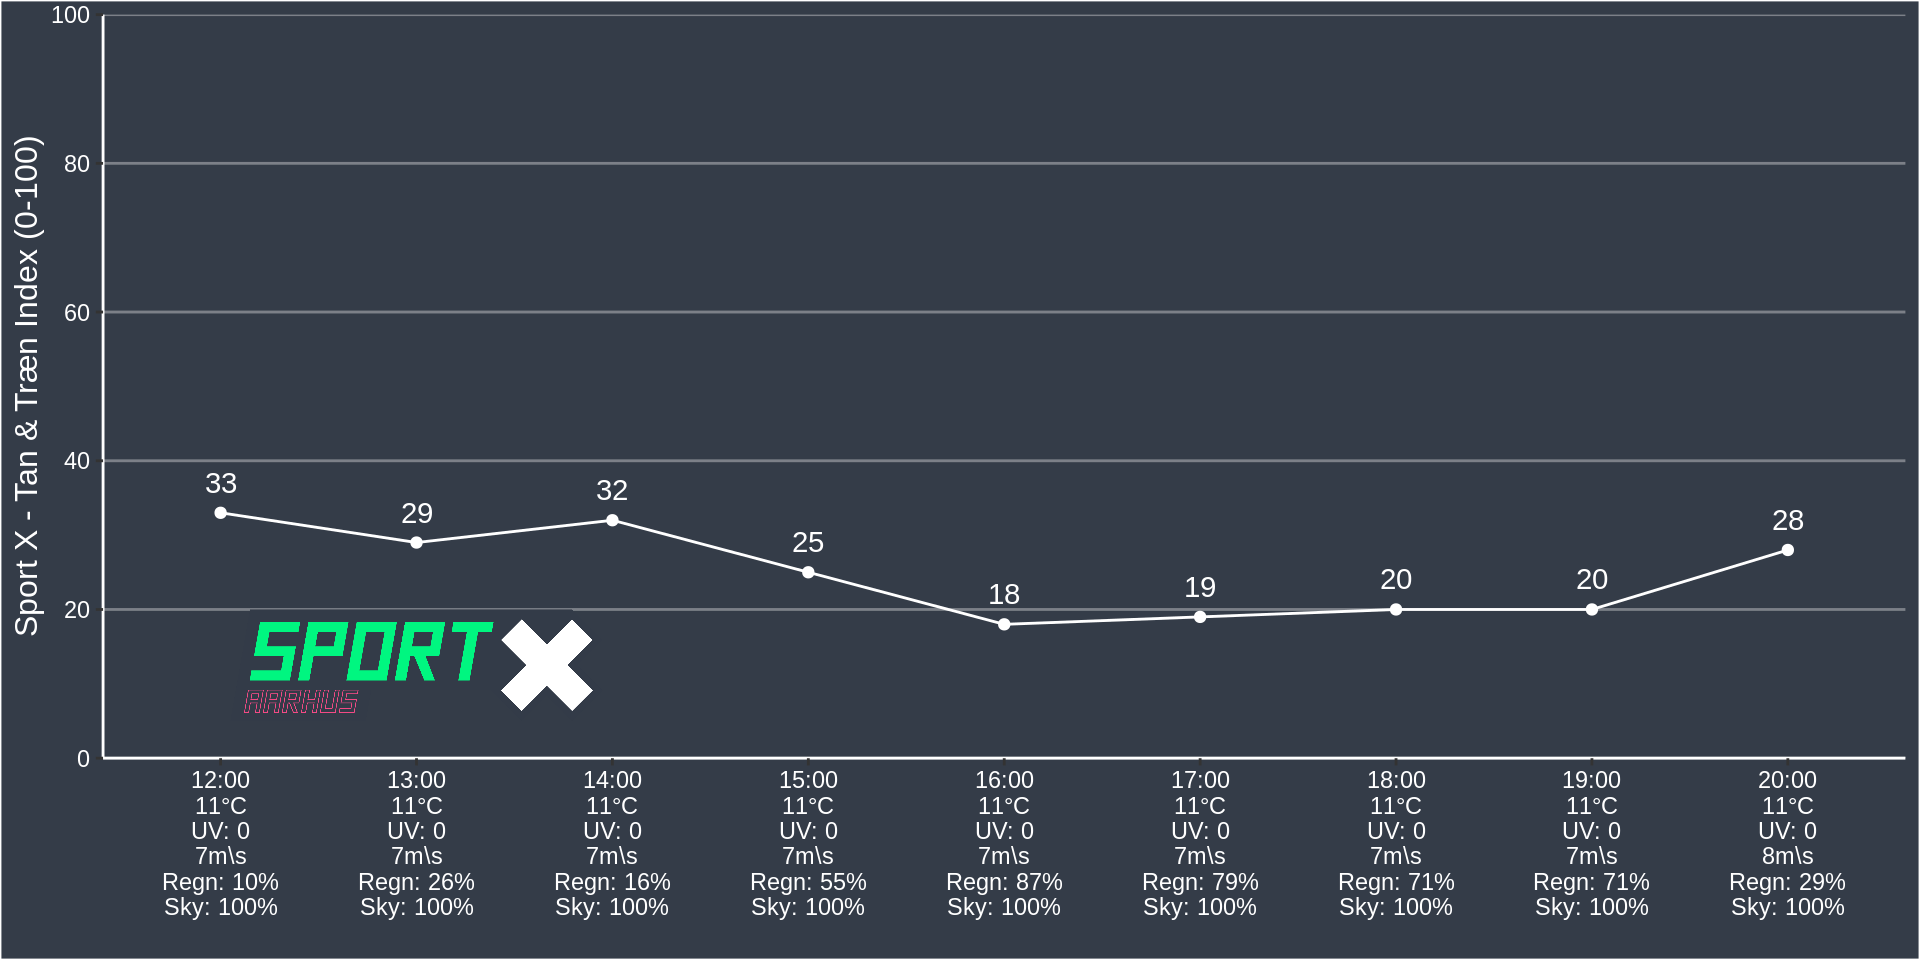 Sport X - Tan & Træn Index (0-100)
100
80
60
40
20
0
33
29
32
25
18
19
20
20
28
SPORT X
AARHUS
12:00
11°C
UV: 0
7m\s
Regn: 10%
Sky: 100%
13:00
11°C
UV: 0
7m\s
Regn: 26%
Sky: 100%
14:00
11°C
UV: 0
7m\s
Regn: 16%
Sky: 100%
15:00
11°C
UV: 0
7m\s
Regn: 55%
Sky: 100%
16:00
11°C
UV: 0
7m\s
Regn: 87%
Sky: 100%
17:00
11°C
UV: 0
7m\s
Regn: 79%
Sky: 100%
18:00
11°C
UV: 0
7m\s
Regn: 71%
Sky: 100%
19:00
11°C
UV: 0
7m\s
Regn: 71%
Sky: 100%
20:00
11°C
UV: 0
8m\s
Regn: 29%
Sky: 100%